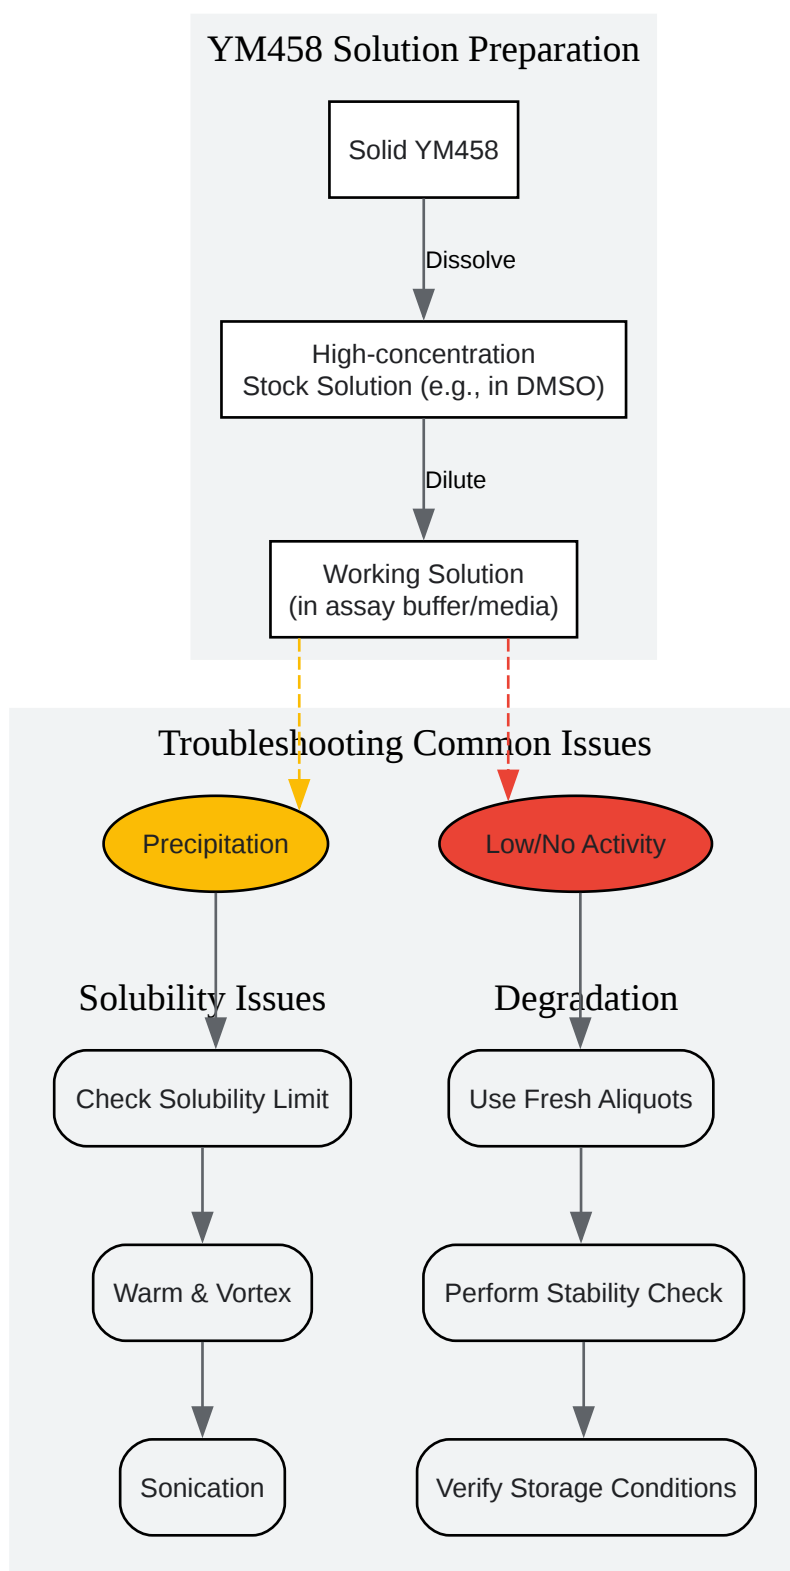 YM458 Solution Preparation
Solid YM458
Dissolve
High-concentration
Stock Solution (e.g., in DMSO)
Dilute
Working Solution
(in assay buffer/media)
Troubleshooting Common Issues
Precipitation
Low/No Activity
Solubility Issues
Degradation
Check Solubility Limit
Use Fresh Aliquots
Warm & Vortex
Perform Stability Check
Sonication
Verify Storage Conditions